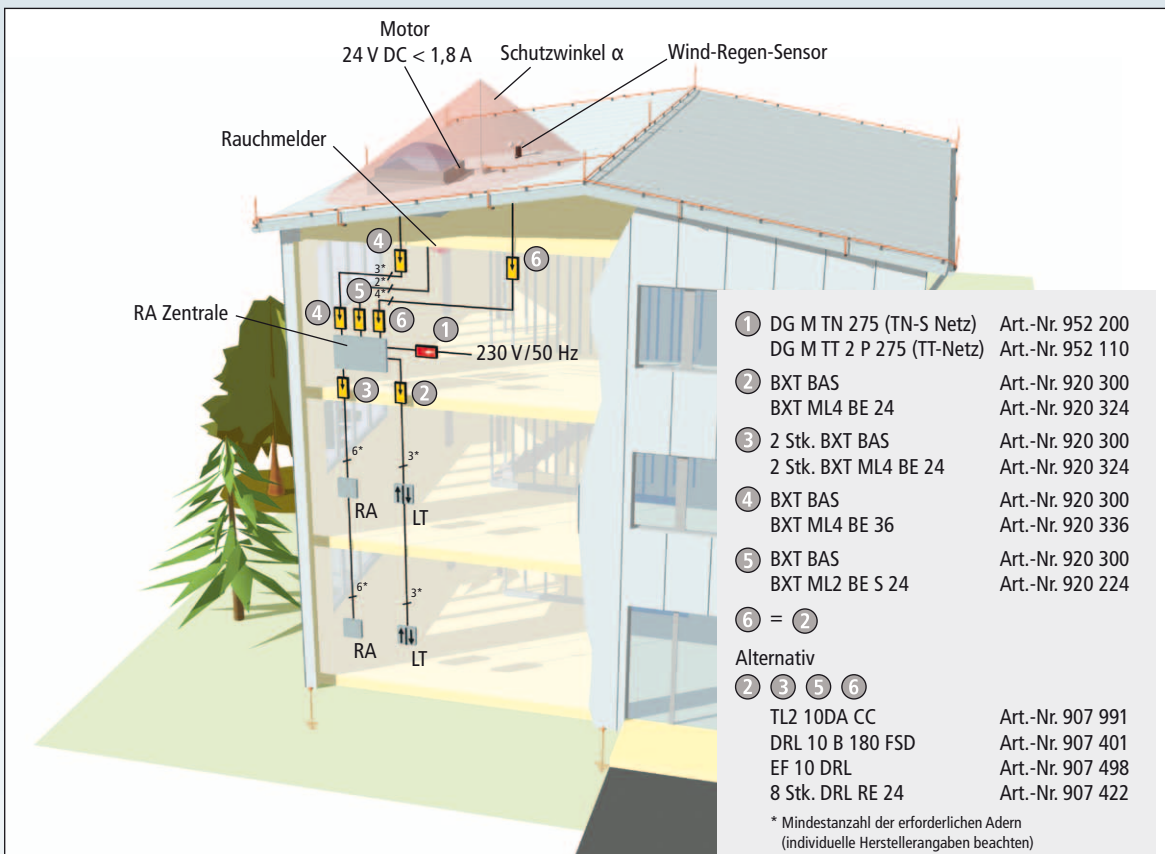 Motor
24 V DC < 1,8 A
Schutzwinkel α
Wind-Regen-Sensor
Rauchmelder
4
6
3*
2*
4*
5
4
6
1
RA Zentrale
230 V/50 Hz
3
2
6*
3*
RA
LT
6*
3*
RA
LT
1 DG M TN 275 (TN-S Netz) Art.-Nr. 952 200
DG M TT 2 P 275 (TT-Netz) Art.-Nr. 952 110
2 BXT BAS Art.-Nr. 920 300
BXT ML4 BE 24 Art.-Nr. 920 324
3 2 Stk. BXT BAS Art.-Nr. 920 300
2 Stk. BXT ML4 BE 24 Art.-Nr. 920 324
4 BXT BAS Art.-Nr. 920 300
BXT ML4 BE 36 Art.-Nr. 920 336
5 BXT BAS Art.-Nr. 920 300
BXT ML2 BE S 24 Art.-Nr. 920 224
6 = 2
Alternativ
2 3 5 6
TL2 10DA CC Art.-Nr. 907 991
DRL 10 B 180 FSD Art.-Nr. 907 401
EF 10 DRL Art.-Nr. 907 498
8 Stk. DRL RE 24 Art.-Nr. 907 422
* Mindestanzahl der erforderlichen Adern
(individuelle Herstellerangaben beachten)